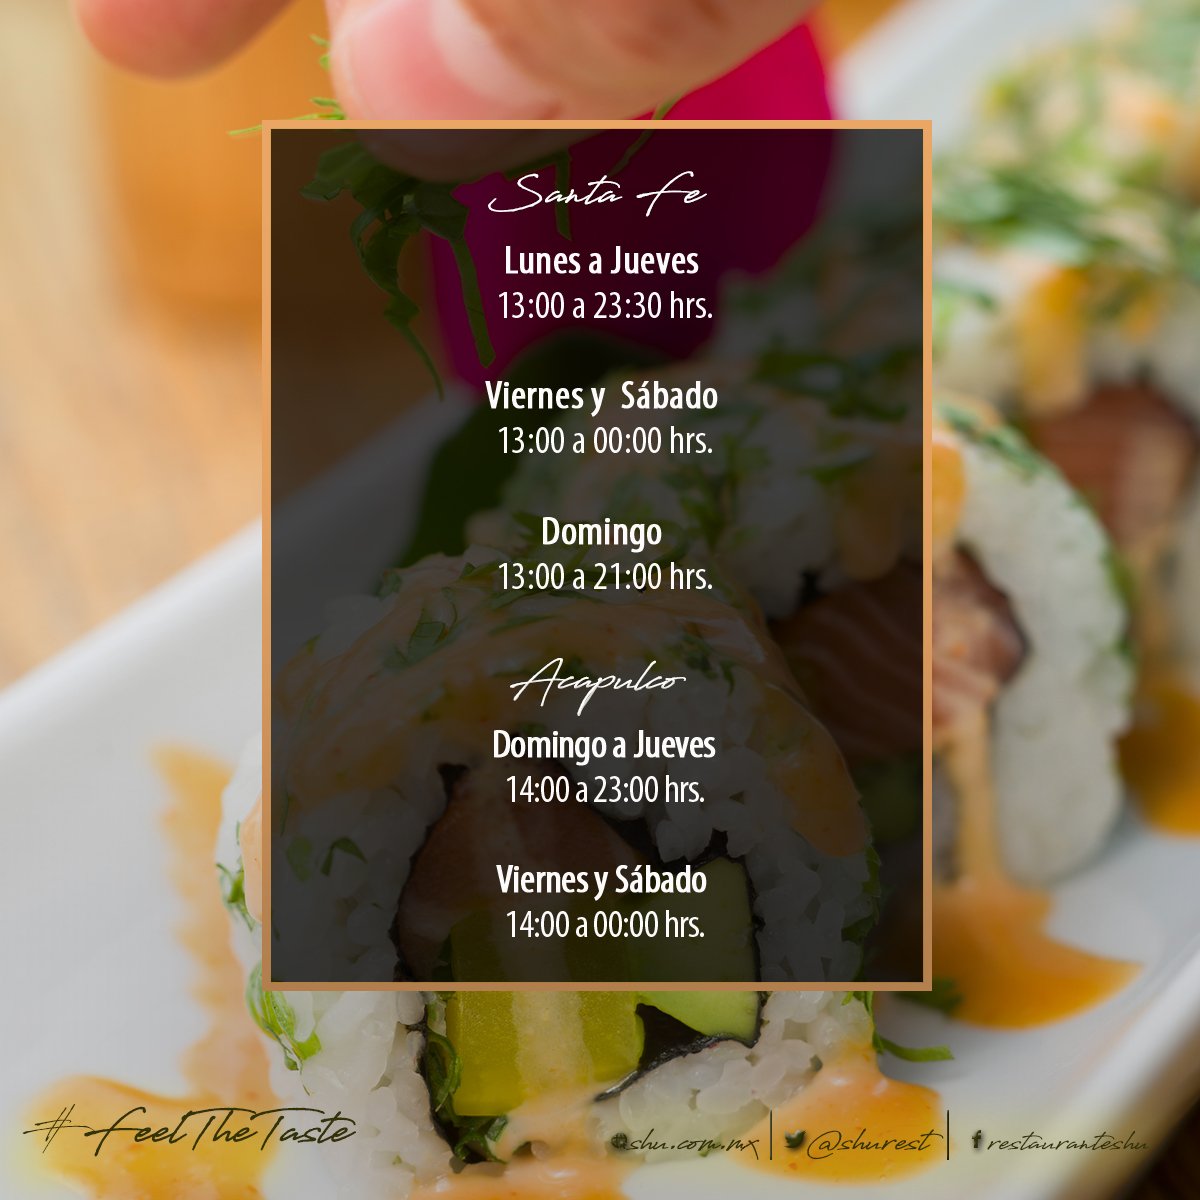 Santa Fe
Lunes a Jueves
13:00 a 23:30 hrs.
Viernes y Sábado
13:00 a 00:00 hrs.
Domingo
13:00 a 21:00 hrs.
Acapulco
Domingo a Jueves
14:00 a 23:00 hrs.
Viernes y Sábado
14:00 a 00:00 hrs.
#FeelTheTaste
shu.com.mx | @shurest | restauranteshu